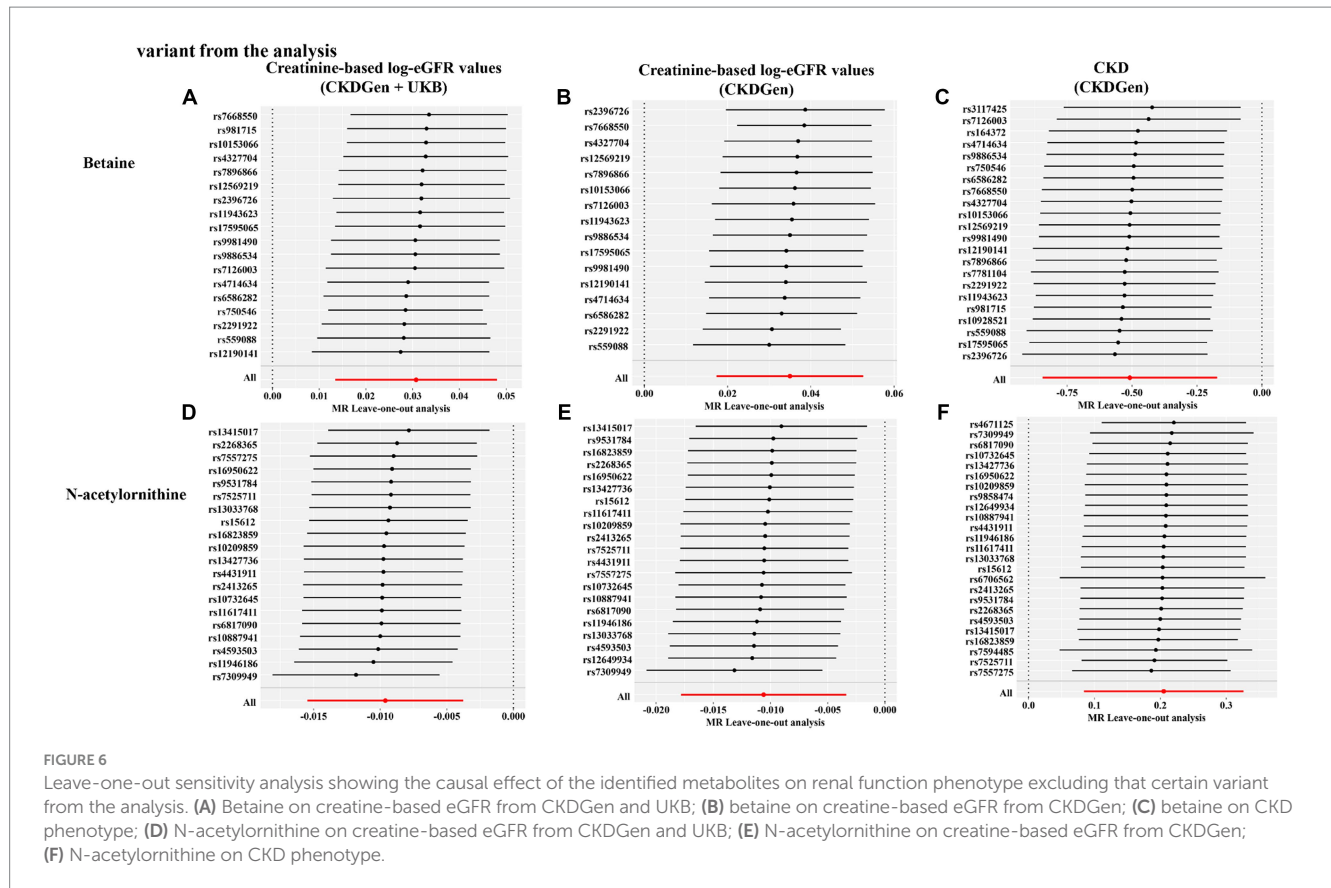 variant from the analysis
Creatinine-based log-eGFR values
(CKDGen + UKB)
Creatinine-based log-eGFR values
(CKDGen)
CKD
(CKDGen)
Betaine
A
rs7668550
rs981715
rs10153066
rs4327704
rs7896866
rs12569219
rs2396726
rs11943623
rs17595065
rs9981490
rs9886534
rs7126003
rs4714634
rs6586282
rs750546
rs2291922
rs559088
rs12190141
All
0.00 0.01 0.02 0.03 0.04 0.05
MR Leave-one-out analysis
B
rs2396726
rs7668550
rs4327704
rs12569219
rs7896866
rs10153066
rs7126003
rs11943623
rs9886534
rs17595065
rs9981490
rs12190141
rs4714634
rs6586282
rs2291922
rs559088
All
0.00 0.02 0.04 0.06
MR Leave-one-out analysis
C
rs3117425
rs7126003
rs164372
rs4714634
rs9886534
rs750546
rs6586282
rs7668550
rs4327704
rs10153066
rs12569219
rs9981490
rs12190141
rs7896866
rs7781104
rs2291922
rs11943623
rs981715
rs10928521
rs559088
rs17595065
rs2396726
All
-0.75 -0.50 -0.25 0.00
MR Leave-one-out analysis
N-acetylornithine
D
rs13415017
rs2268365
rs7557275
rs16950622
rs9531784
rs7525711
rs13033768
rs15612
rs16823859
rs10209859
rs13427736
rs4431911
rs2413265
rs10732645
rs11617411
rs6817090
rs10887941
rs4593503
rs11946186
rs7309949
All
-0.015 -0.010 -0.005 0.000
MR Leave-one-out analysis
E
rs13415017
rs9531784
rs16823859
rs2268365
rs16950622
rs13427736
rs15612
rs11617411
rs10209859
rs2413265
rs7525711
rs4431911
rs7557275
rs10732645
rs10887941
rs6817090
rs11946186
rs13033768
rs4593503
rs12649934
rs7309949
All
-0.020 -0.015 -0.010 -0.005 0.000
MR Leave-one-out analysis
F
rs4671125
rs7309949
rs6817090
rs10732645
rs13427736
rs16950622
rs10209859
rs9858474
rs12649934
rs10887941
rs4431911
rs11946186
rs11617411
rs13033768
rs15612
rs6706562
rs2413265
rs9531784
rs2268365
rs4593503
rs13415017
rs16823859
rs7594485
rs7525711
rs7557275
All
0.0 0.1 0.2 0.3
MR Leave-one-out analysis
FIGURE 6
Leave-one-out sensitivity analysis showing the causal effect of the identified metabolites on renal function phenotype excluding that certain variant
from the analysis. (A) Betaine on creatine-based eGFR from CKDGen and UKB; (B) betaine on creatine-based eGFR from CKDGen; (C) betaine on CKD
phenotype; (D) N-acetylornithine on creatine-based eGFR from CKDGen and UKB; (E) N-acetylornithine on creatine-based eGFR from CKDGen;
(F) N-acetylornithine on CKD phenotype.